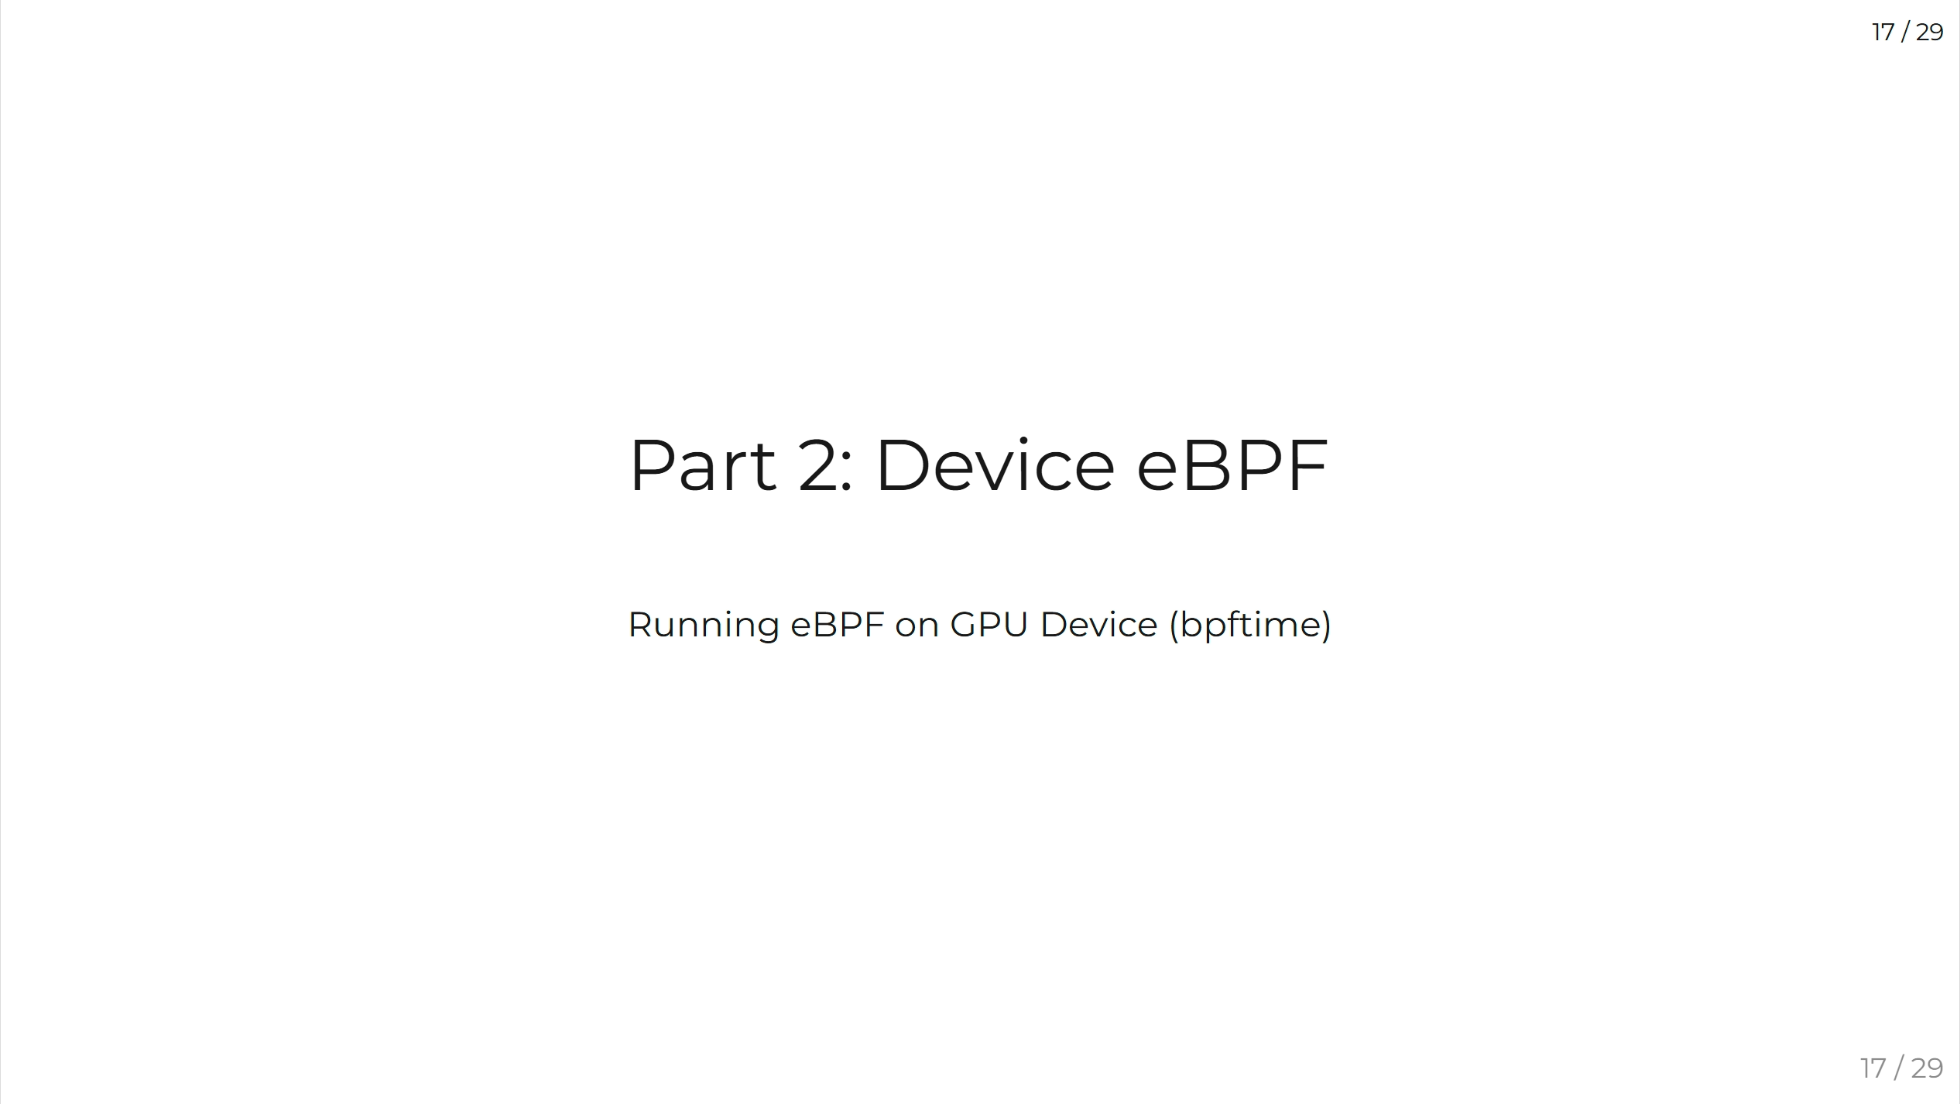 17 / 29
Part 2: Device eBPF
Running eBPF on GPU Device (bpftime)
17 / 29